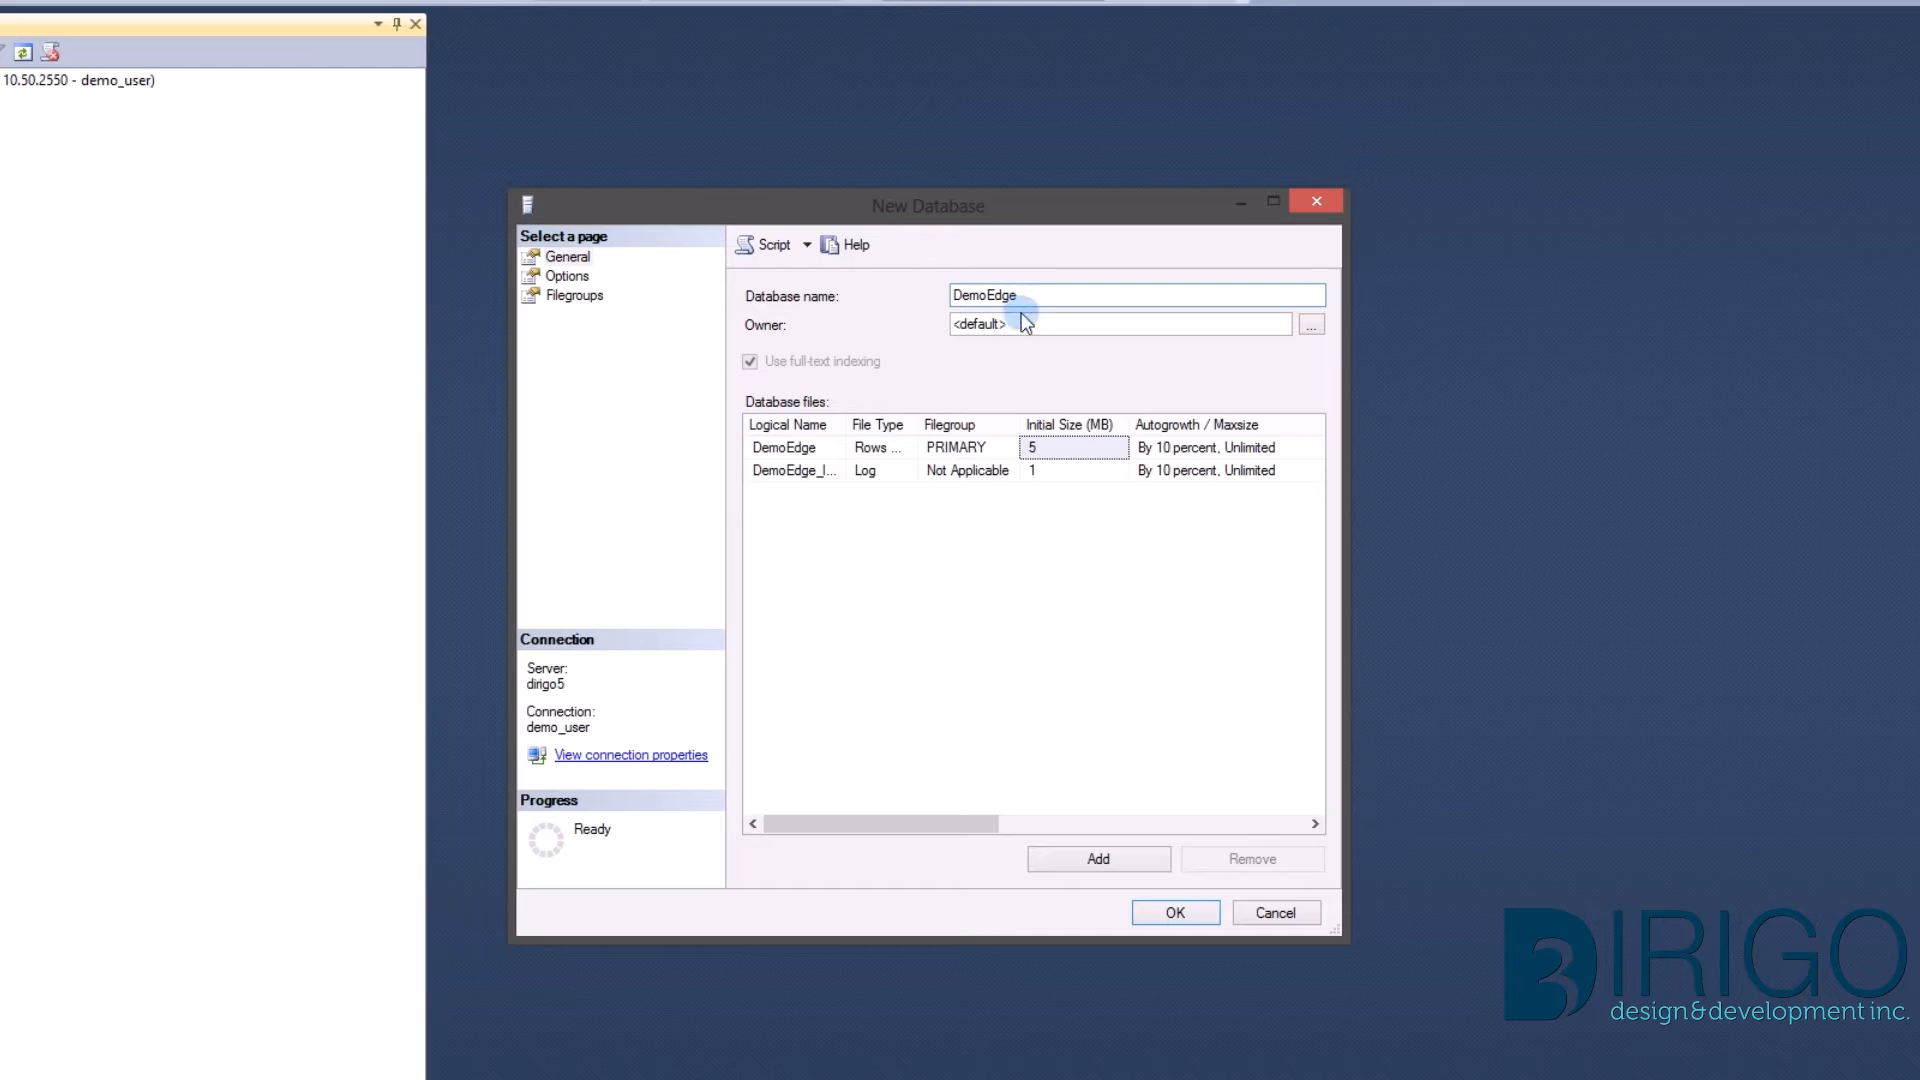 10.50.2550 - demo_user)
New Database
Select a page
General
Options
Filegroups
Script
Help
Database name:
DemoEdge
Owner:
<default>
...
Use full-text indexing
Database files:
Logical Name File Type Filegroup Initial Size (MB) Autogrowth / Maxsize
DemoEdge Rows ... PRIMARY 5 By 10 percent, Unlimited
DemoEdge_l... Log Not Applicable 1 By 10 percent, Unlimited
Connection
Server:
dirigo5
Connection:
demo_user
View connection properties
Progress
Ready
Add
Remove
OK
Cancel
DIRIGO
design&development inc.